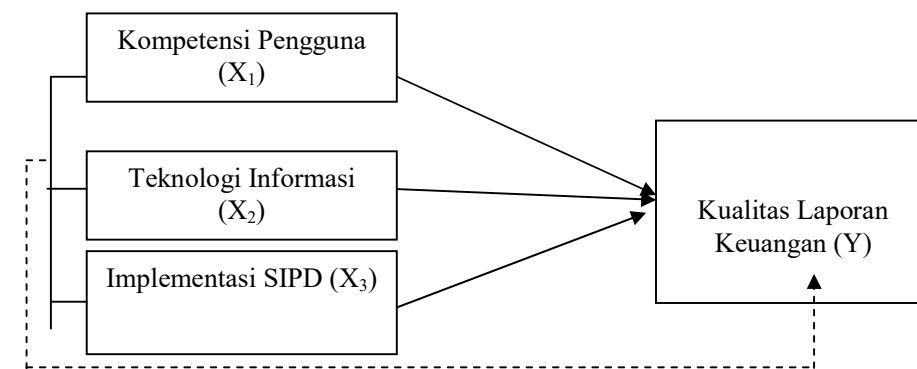 Kompetensi Pengguna
(X₁)
Teknologi Informasi
(X₂)
Implementasi SIPD (X₃)
Kualitas Laporan
Keuangan (Y)